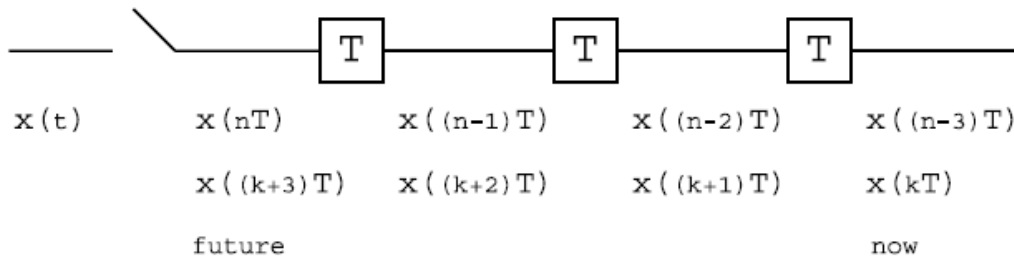 T T T
x(t) x(nT) x((n-1)T) x((n-2)T) x((n-3)T)
x((k+3)T) x((k+2)T) x((k+1)T) x(kT)
future now